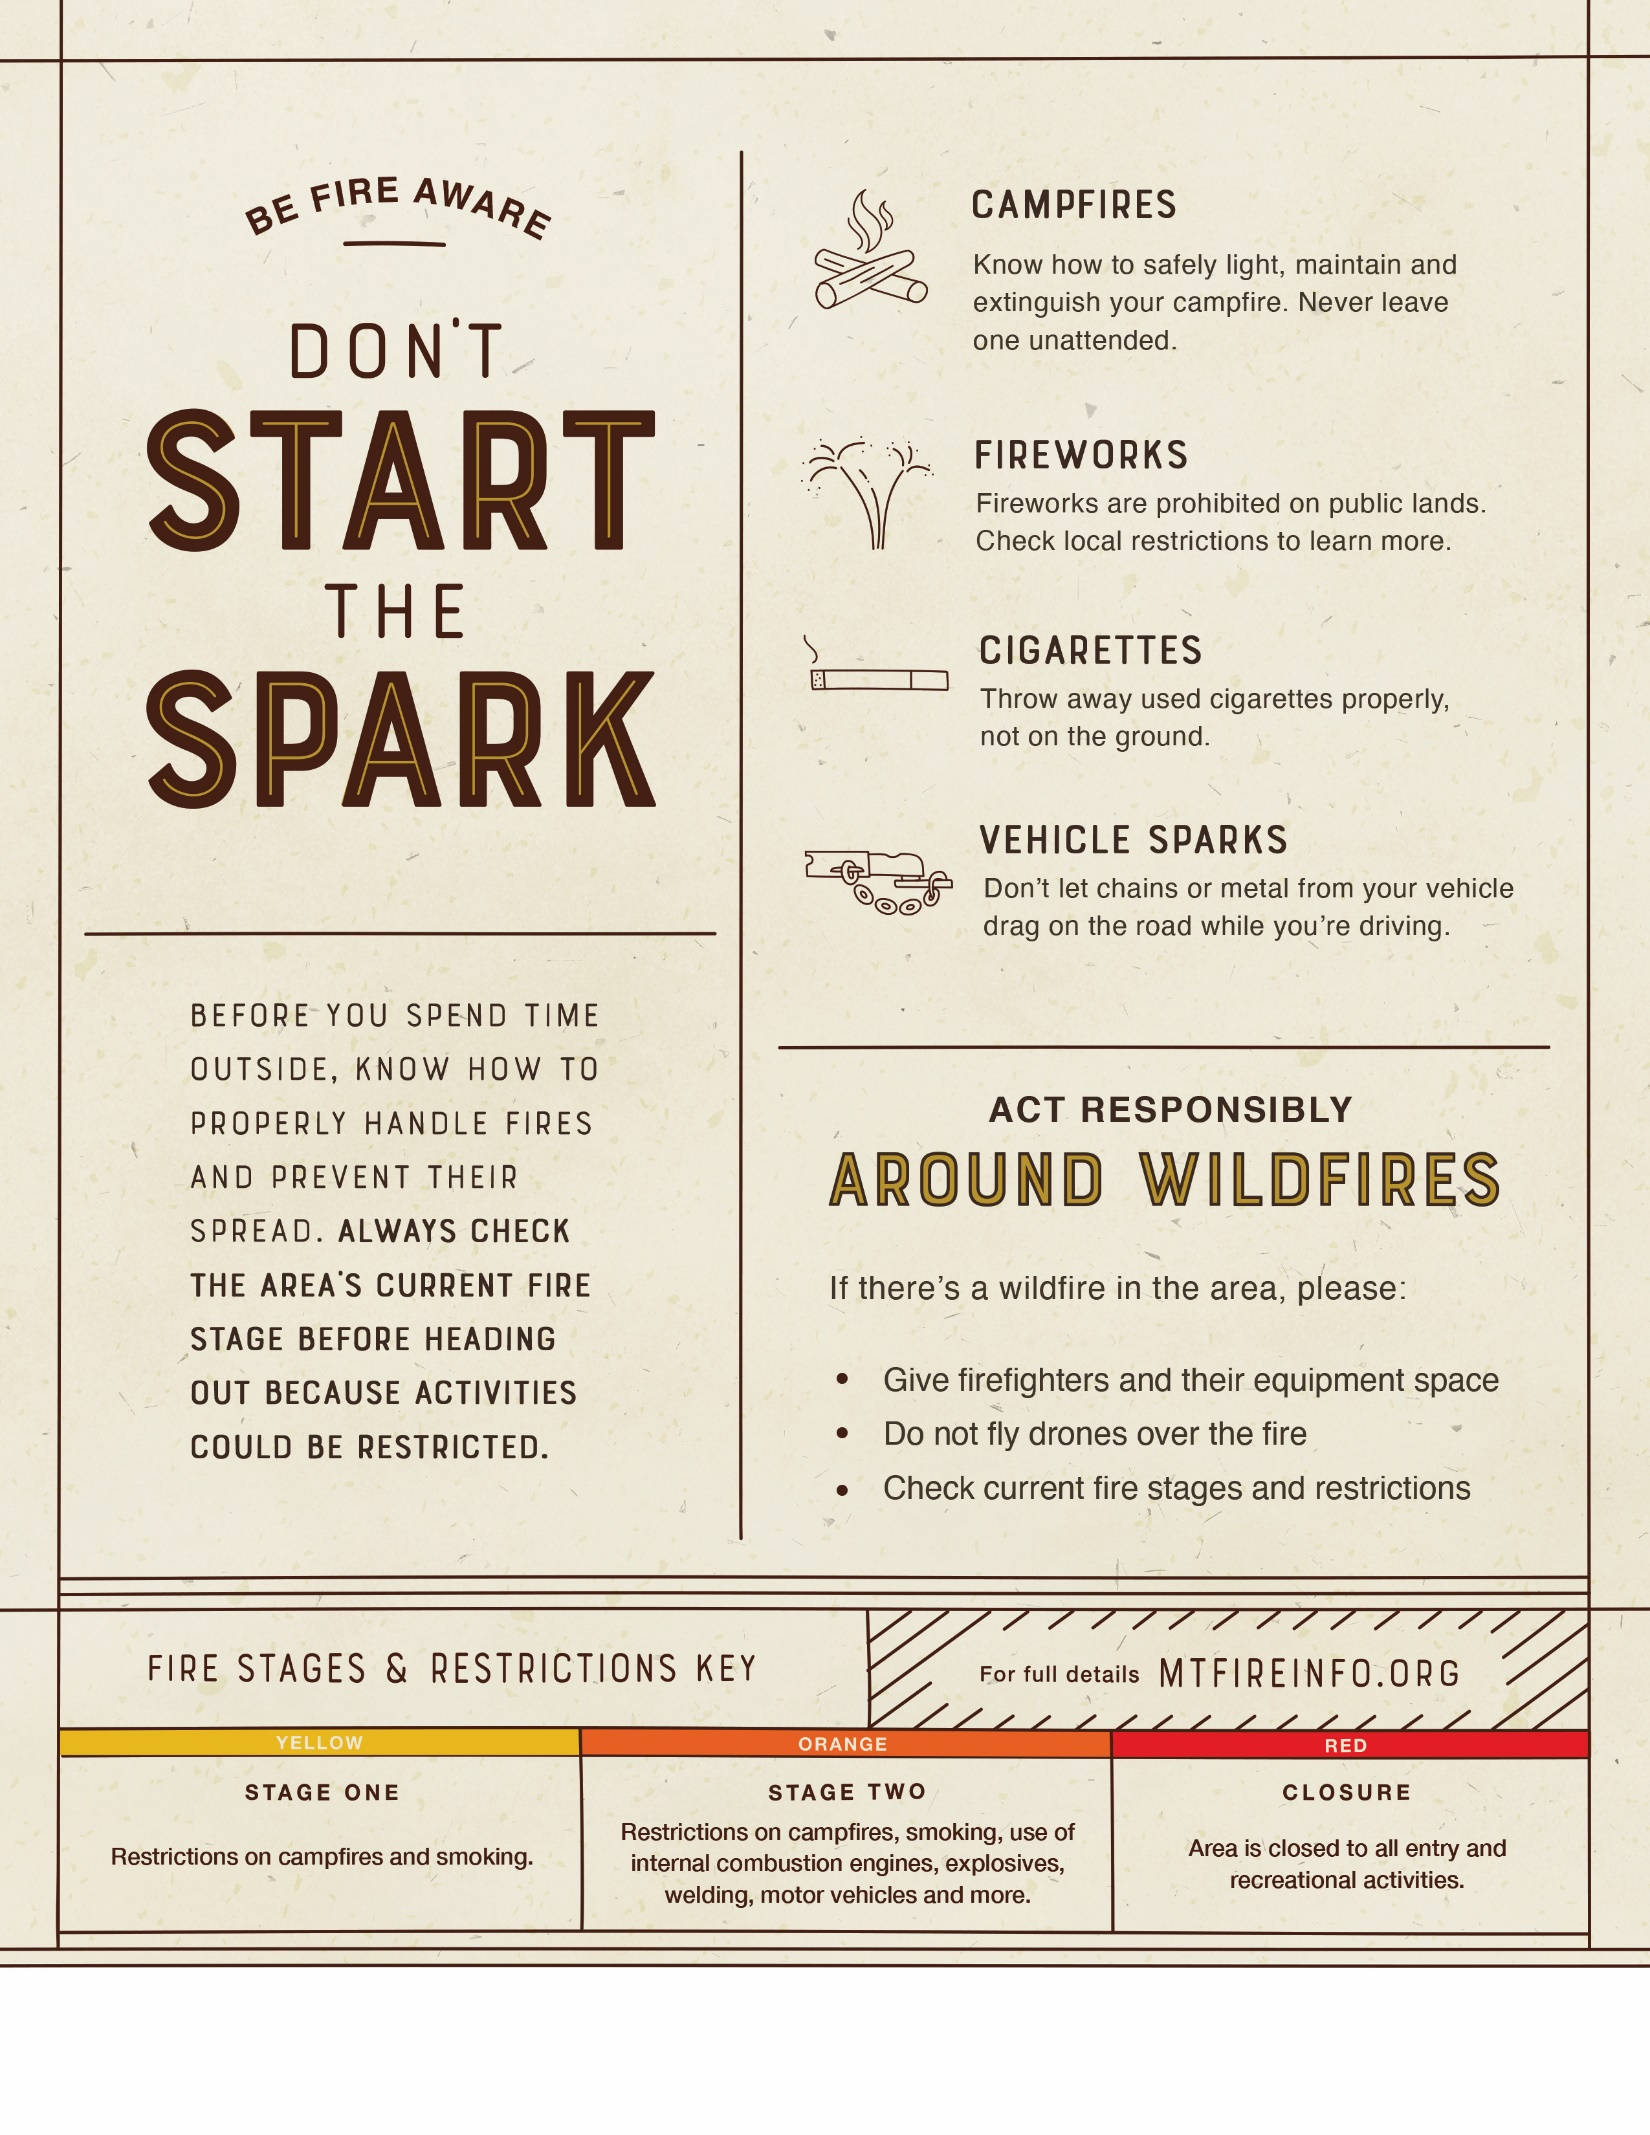 BE FIRE AWARE
DON'T
START
THE
SPARK
BEFORE YOU SPEND TIME
OUTSIDE, KNOW HOW TO
PROPERLY HANDLE FIRES
AND PREVENT THEIR
SPREAD. ALWAYS CHECK
THE AREA'S CURRENT FIRE
STAGE BEFORE HEADING
OUT BECAUSE ACTIVITIES
COULD BE RESTRICTED.
CAMPFIRES
Know how to safely light, maintain and
extinguish your campfire. Never leave
one unattended.
FIREWORKS
Fireworks are prohibited on public lands.
Check local restrictions to learn more.
CIGARETTES
Throw away used cigarettes properly,
not on the ground.
VEHICLE SPARKS
Don’t let chains or metal from your vehicle
drag on the road while you’re driving.
ACT RESPONSIBLY
AROUND WILDFIRES
If there’s a wildfire in the area, please:
• Give firefighters and their equipment space
• Do not fly drones over the fire
• Check current fire stages and restrictions
FIRE STAGES & RESTRICTIONS KEY
For full details MTFIREINFO.ORG
YELLOW
STAGE ONE
Restrictions on campfires and smoking.
ORANGE
STAGE TWO
Restrictions on campfires, smoking, use of
internal combustion engines, explosives,
welding, motor vehicles and more.
RED
CLOSURE
Area is closed to all entry and
recreational activities.